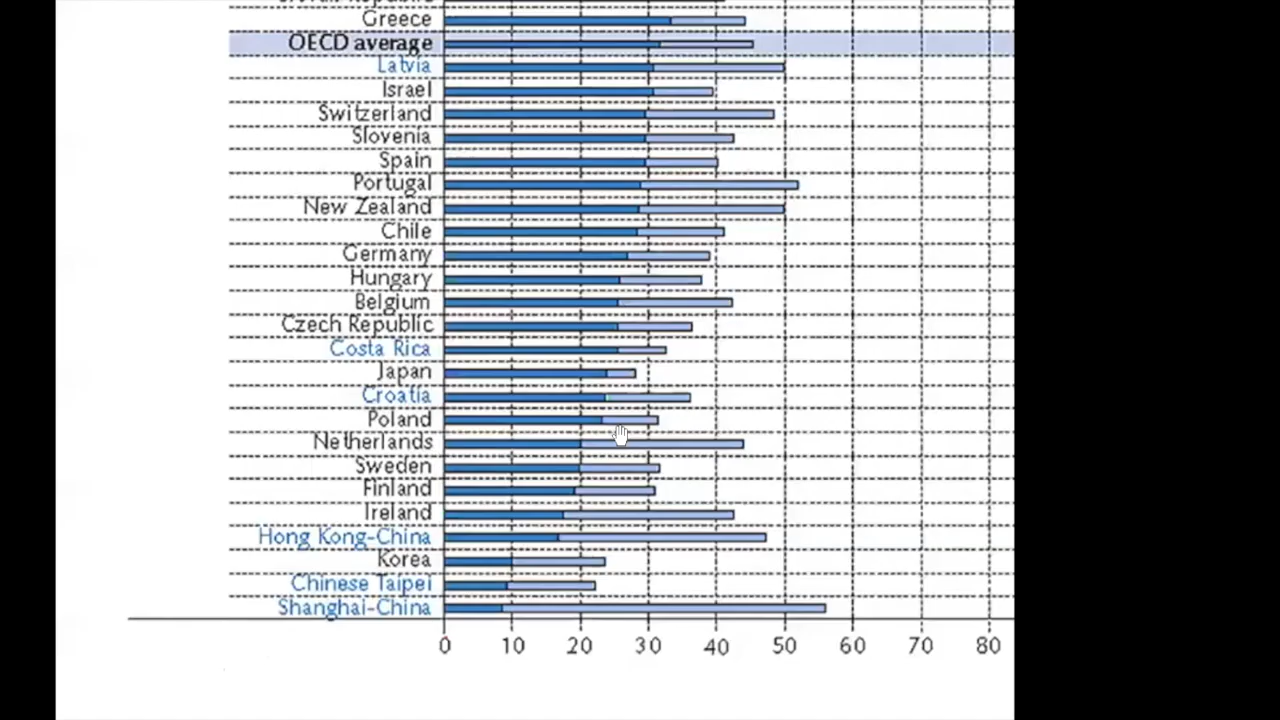 Greece
OECD average
Latvia
Israel
Switzerland
Slovenia
Spain
Portugal
New Zealand
Chile
Germany
Hungary
Belgium
Czech Republic
Costa Rica
Japan
Croatia
Poland
Netherlands
Sweden
Finland
Ireland
Hong Kong-China
Korea
Chinese Taipei
Shanghai-China
0 10 20 30 40 50 60 70 80